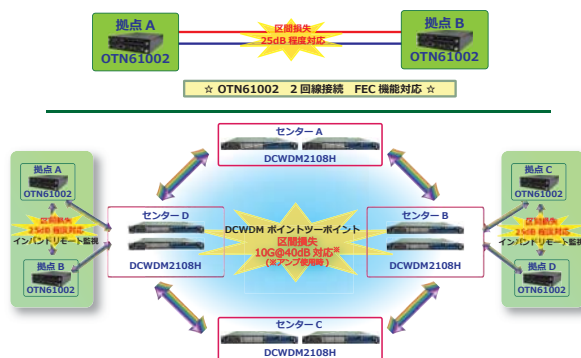 拠点 A
OTN61002
区間損失
25dB 程度対応
拠点 B
OTN61002
☆ OTN61002 2 回線接続 FEC 機能対応 ☆
センター A
DCWDM2108H
拠点 A
OTN61002
区間損失
25dB 程度対応
インバンドリモート監視
拠点 B
OTN61002
センター D
DCWDM2108H
DCWDM ポイントツーポイント
区間損失
10G@40dB 対応※
(※アンプ使用時)
センター B
DCWDM2108H
拠点 C
OTN61002
区間損失
25dB 程度対応
インバンドリモート監視
拠点 D
OTN61002
センター C
DCWDM2108H